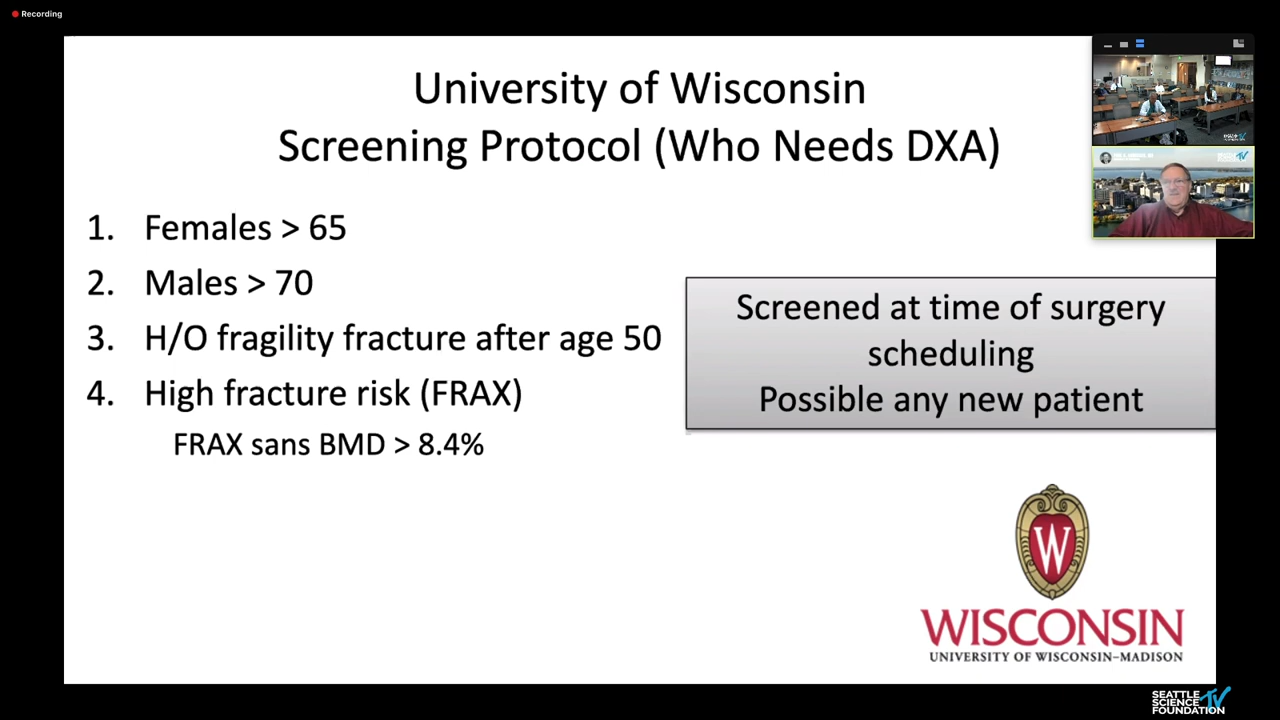 Recording
University of Wisconsin
Screening Protocol (Who Needs DXA)
1. Females > 65
2. Males > 70
3. H/O fragility fracture after age 50
4. High fracture risk (FRAX)
FRAX sans BMD > 8.4%
Screened at time of surgery
scheduling
Possible any new patient
W
WISCONSIN
UNIVERSITY OF WISCONSIN–MADISON
SEATTLE
SCIENCE
FOUNDATION
TV